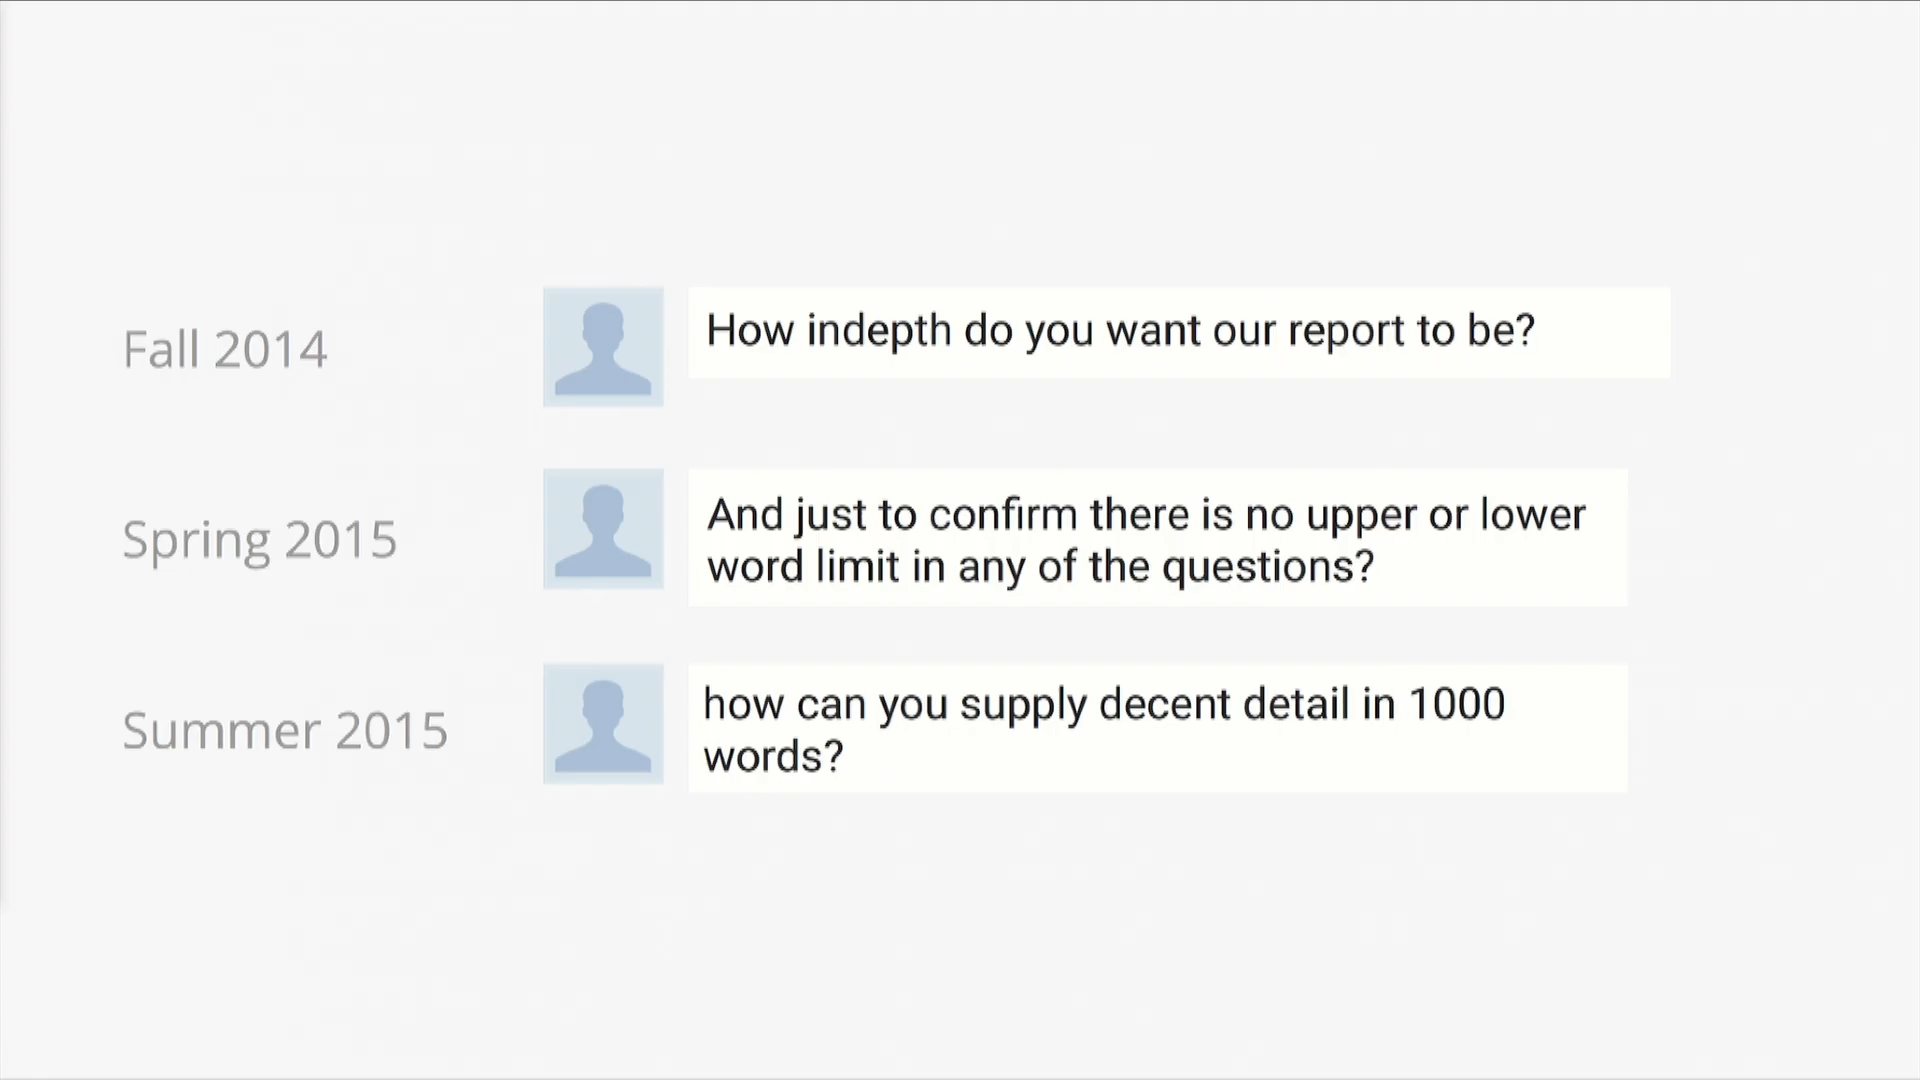 Fall 2014
How indepth do you want our report to be?
Spring 2015
And just to confirm there is no upper or lower
word limit in any of the questions?
Summer 2015
how can you supply decent detail in 1000
words?